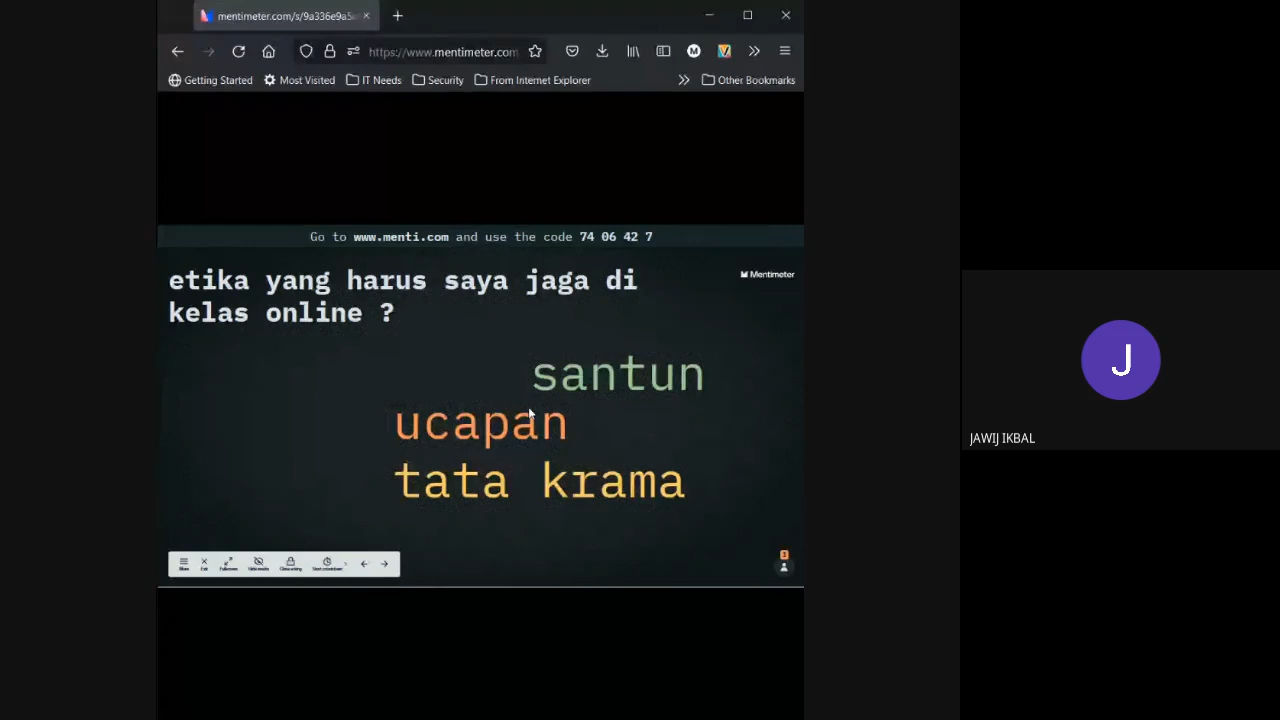 mentimeter.com/s/9a336e9a5
https://www.mentimeter.com
M
Getting Started
Most Visited
IT Needs
Security
From Internet Explorer
Other Bookmarks
Go to www.menti.com and use the code 74 06 42 7
etika yang harus saya jaga di
kelas online ?
Mentimeter
santun
ucapan
tata krama
Exit
1
J
JAWIJ IKBAL